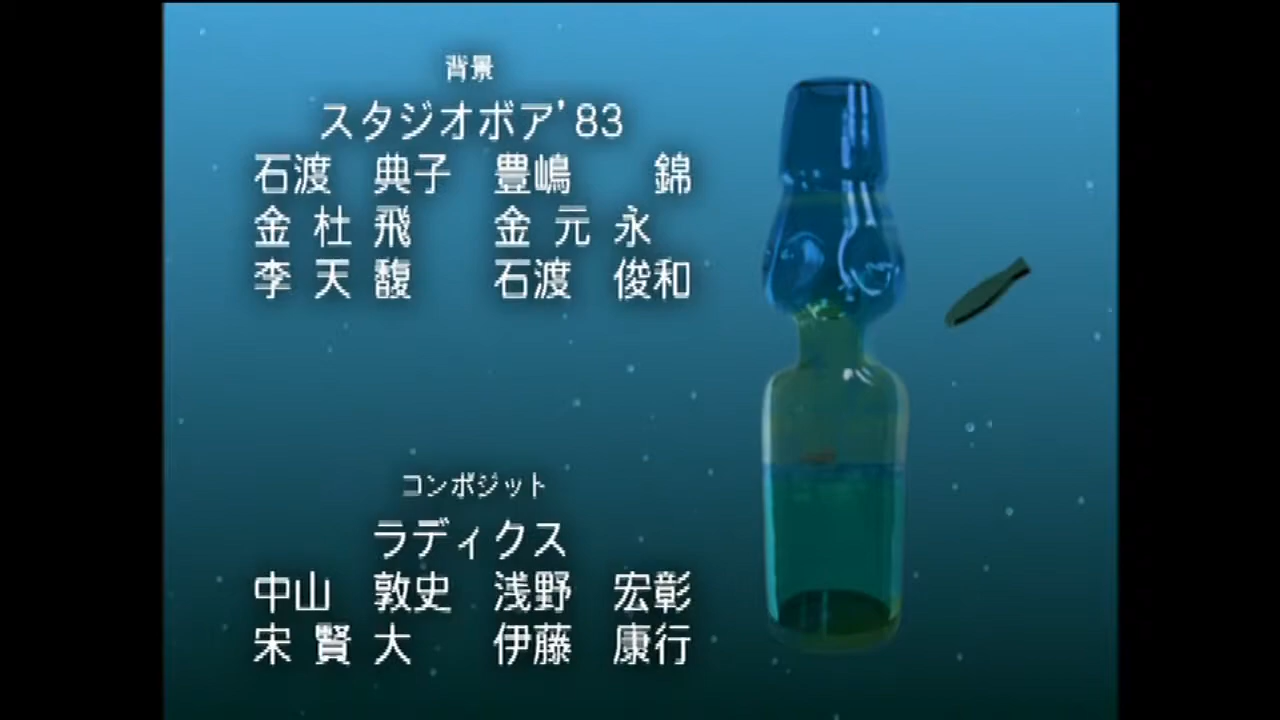 背景
スタジオボア'83
石渡 典子 豊嶋 錦
金 杜 飛 金 元 永
李 天 馥 石渡 俊和
コンポジット
ラディクス
中山 敦史 浅野 宏彰
宋 賢 大 伊藤 康行